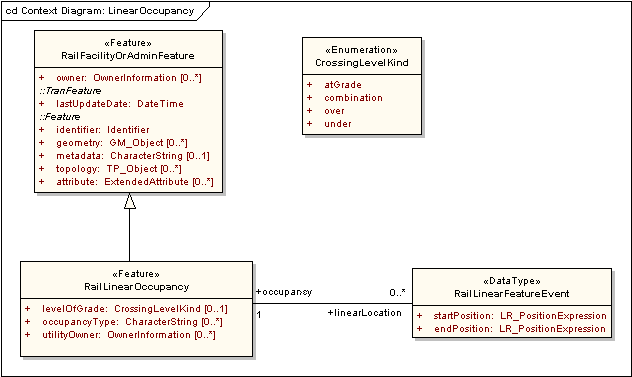 cd Context Diagram: LinearOccupancy
«Feature»
RailFacilityOrAdminFeature
+ owner: OwnerInformation [0..*]
::TranFeature
+ lastUpdateDate: DateTime
::Feature
+ identifier: Identifier
+ geometry: GM_Object [0..*]
+ metadata: CharacterString [0..1]
+ topology: TP_Object [0..*]
+ attribute: ExtendedAttribute [0..*]
«Enumeration»
CrossingLevelKind
+ atGrade
+ combination
+ over
+ under
«Feature»
RailLinearOccupancy
+ levelOfGrade: CrossingLevelKind [0..1]
+ occupancyType: CharacterString [0..*]
+ utilityOwner: OwnerInformation [0..*]
+occupansy
0..*
1
+linearLocation
«DataType»
RailLinearFeatureEvent
+ startPosition: LR_PositionExpression
+ endPosition: LR_PositionExpression